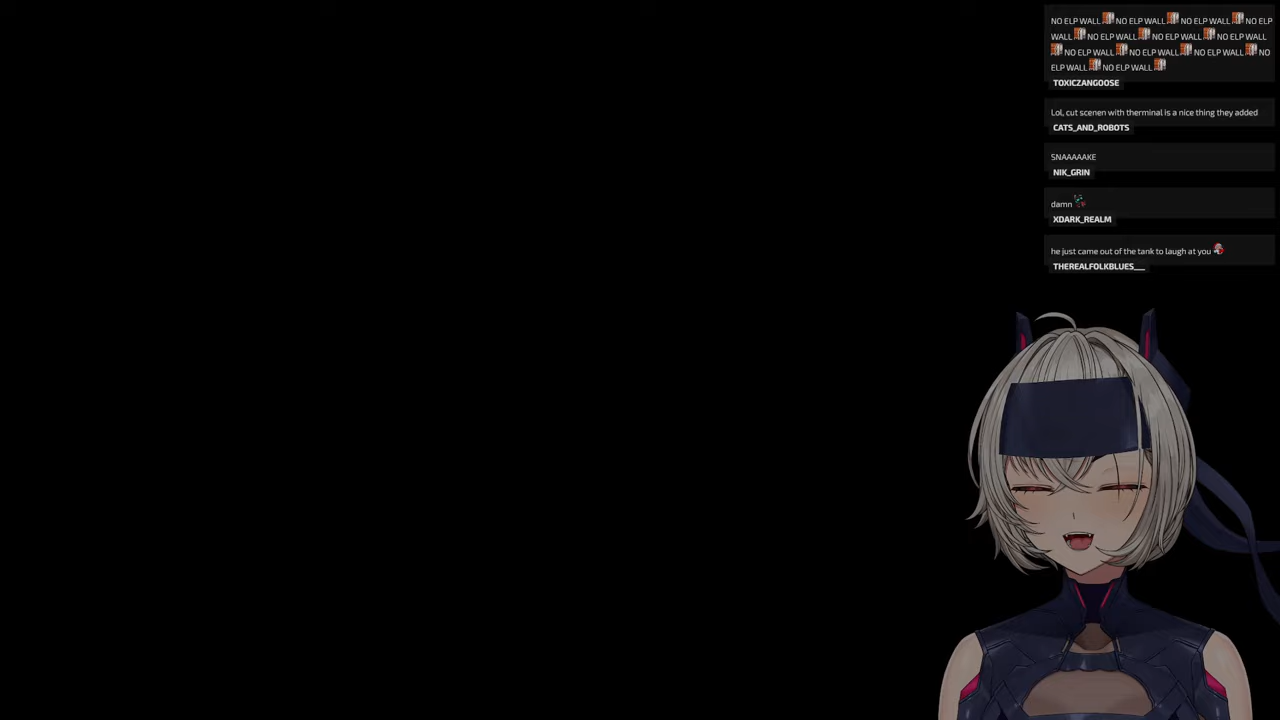 NO ELP WALL NO ELP WALL NO ELP WALL NO ELP
WALL NO ELP WALL NO ELP WALL NO ELP WALL
NO ELP WALL NO ELP WALL NO ELP WALL NO
ELP WALL NO ELP WALL
TOXICZANGOOSE
Lol, cut scenen with therminal is a nice thing they added
CATS_AND_ROBOTS
SNAAAAAKE
NIK_GRIN
damn
XDARK_REALM
he just came out of the tank to laugh at you
THEREALFOLKBLUES__